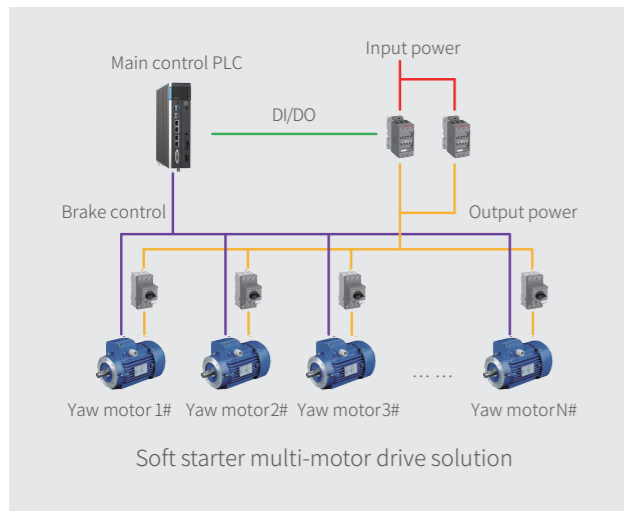 Input power
Main control PLC
DI/DO
Brake control
Output power
Yaw motor 1#
Yaw motor2#
Yaw motor3#
... ...
Yaw motorN#
Soft starter multi-motor drive solution